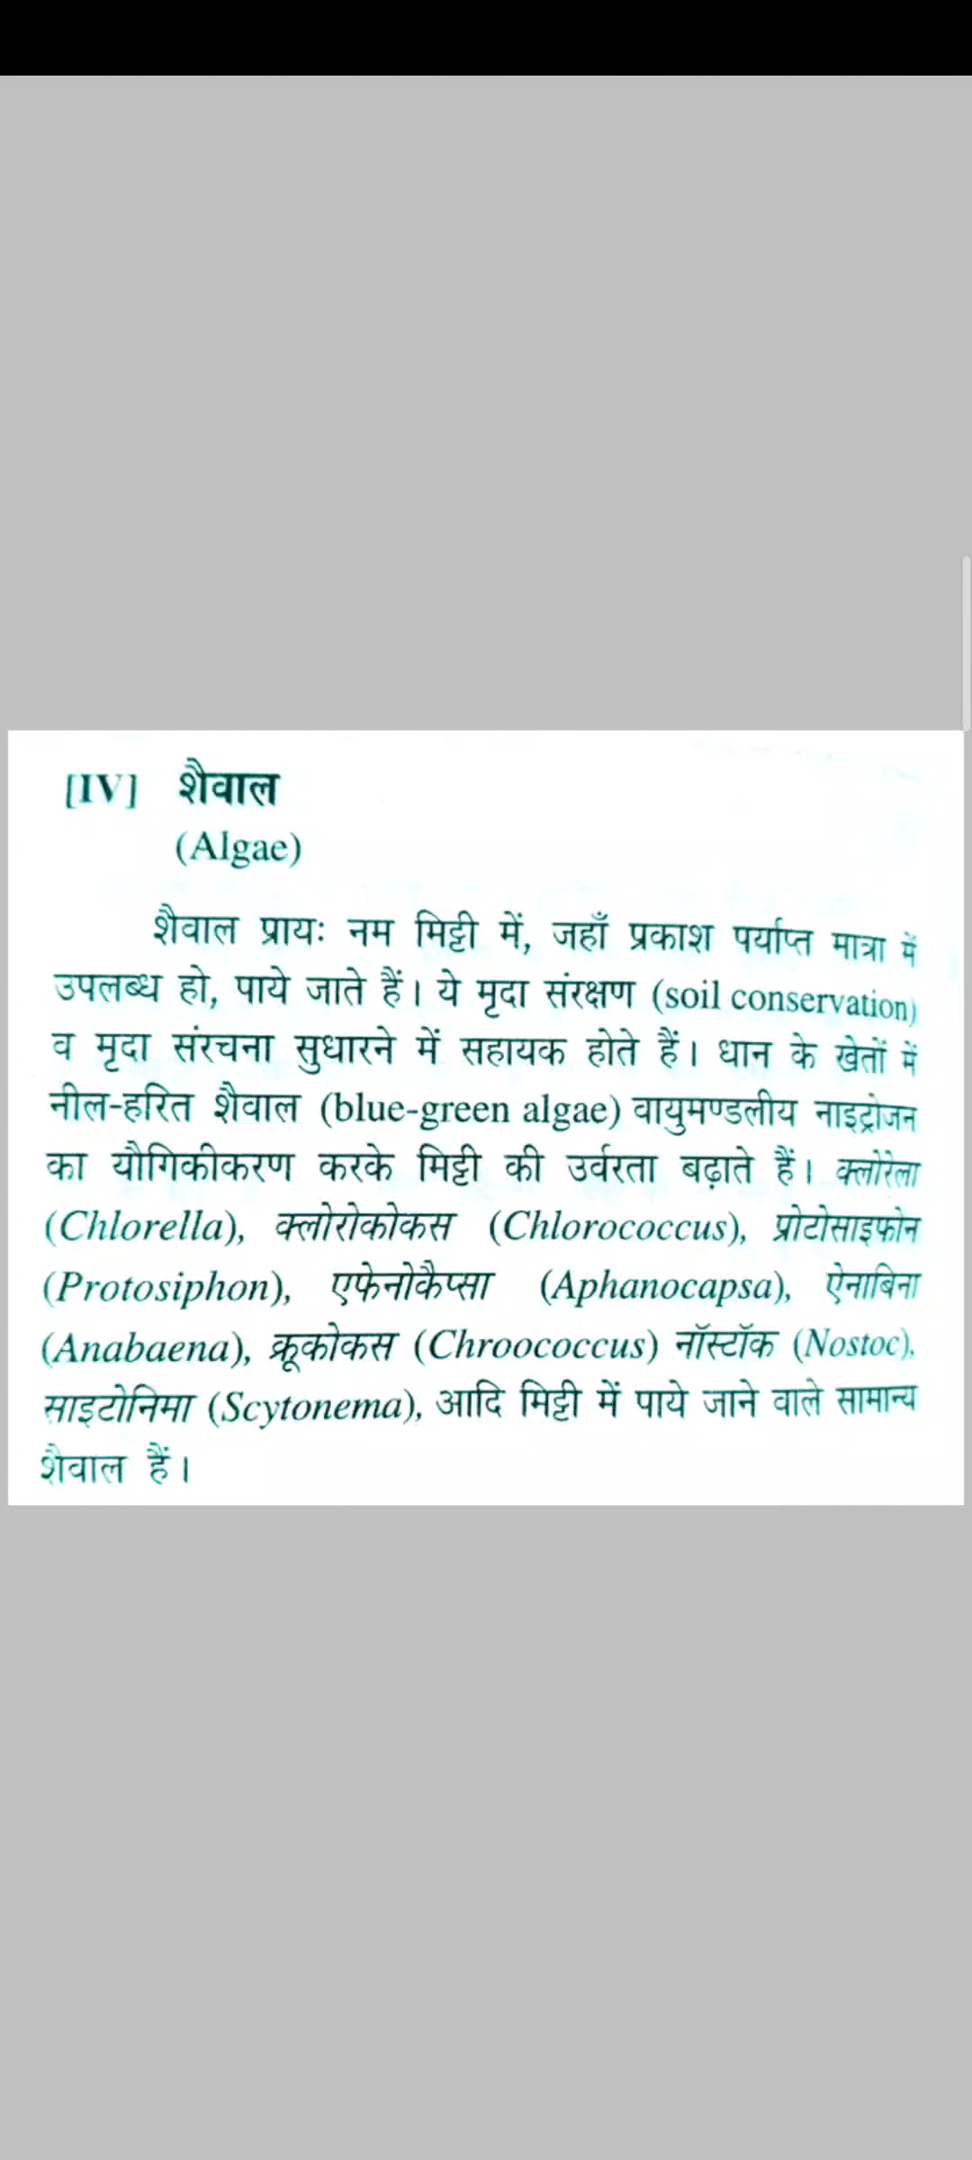 [IV] शैवाल
(Algae)
शैवाल प्रायः नम मिट्टी में, जहाँ प्रकाश पर्याप्त मात्रा में
उपलब्ध हो, पाये जाते हैं। ये मृदा संरक्षण (soil conservation)
व मृदा संरचना सुधारने में सहायक होते हैं। धान के खेतों में
नील-हरित शैवाल (blue-green algae) वायुमण्डलीय नाइट्रोजन
का यौगिकीकरण करके मिट्टी की उर्वरता बढ़ाते हैं। क्लोरेला
(Chlorella), क्लोरोकोकस (Chlorococcus), प्रोटोसाइफोन
(Protosiphon), एफेनोकैप्सा (Aphanocapsa), ऐनाबिना
(Anabaena), क्रूकोकस (Chroococcus) नॉस्टॉक (Nostoc),
साइटोनिमा (Scytonema), आदि मिट्टी में पाये जाने वाले सामान्य
शैवाल हैं।